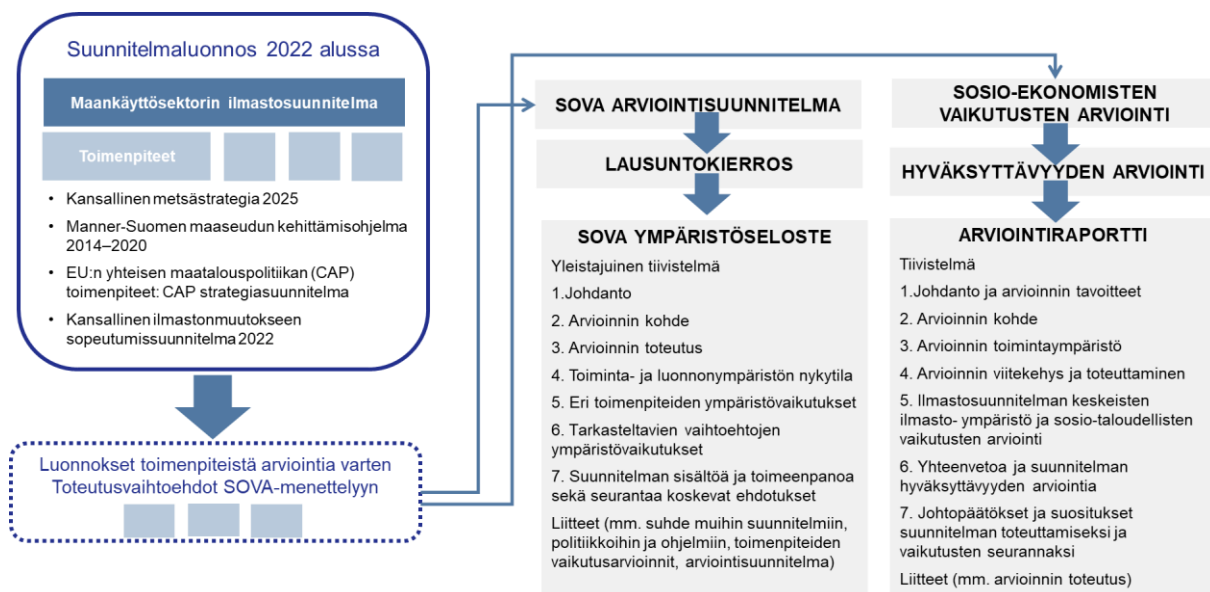 Suunnitelmaluonnos 2022 alussa
Maankäyttösektorin ilmastosuunnitelma
Toimenpiteet
• Kansallinen metsästrategia 2025
• Manner-Suomen maaseudun kehittämisohjelma
2014–2020
• EU:n yhteisen maatalouspolitiikan (CAP)
toimenpiteet: CAP strategiasuunnitelma
• Kansallinen ilmastonmuutokseen
sopeutumissuunnitelma 2022
Luonnokset toimenpiteistä arviointia varten
Toteutusvaihtoehdot SOVA-menettelyyn
SOVA ARVIOINTISUUNNITELMA
LAUSUNTOKIERROS
SOVA YMPÄRISTÖSELOSTE
Yleistajuinen tiivistelmä
1.Johdanto
2. Arvioinnin kohde
3. Arvioinnin toteutus
4. Toiminta- ja luonnonympäristön nykytila
5. Eri toimenpiteiden ympäristövaikutukset
6. Tarkasteltavien vaihtoehtojen
ympäristövaikutukset
7. Suunnitelman sisältöä ja toimeenpanoa
sekä seurantaa koskevat ehdotukset
Liitteet (mm. suhde muihin suunnitelmiin,
politiikkoihin ja ohjelmiin, toimenpiteiden
vaikutusarvioinnit, arviointisuunnitelma)
SOSIO-EKONOMISTEN
VAIKUTUSTEN ARVIOINTI
HYVÄKSYTTÄVYYDEN ARVIOINTI
ARVIOINTIRAPORTTI
Tiivistelmä
1.Johdanto ja arvioinnin tavoitteet
2. Arvioinnin kohde
3. Arvioinnin toimintaympäristö
4. Arvioinnin viitekehys ja toteuttaminen
5. Ilmastosuunnitelman keskeisten
ilmasto- ympäristö ja sosio-taloudellisten
vaikutusten arviointi
6. Yhteenvetoa ja suunnitelman
hyväksyttävyyden arviointia
7. Johtopäätökset ja suositukset
suunnitelman toteuttamiseksi ja
vaikutusten seurannaksi
Liitteet (mm. arvioinnin toteutus)